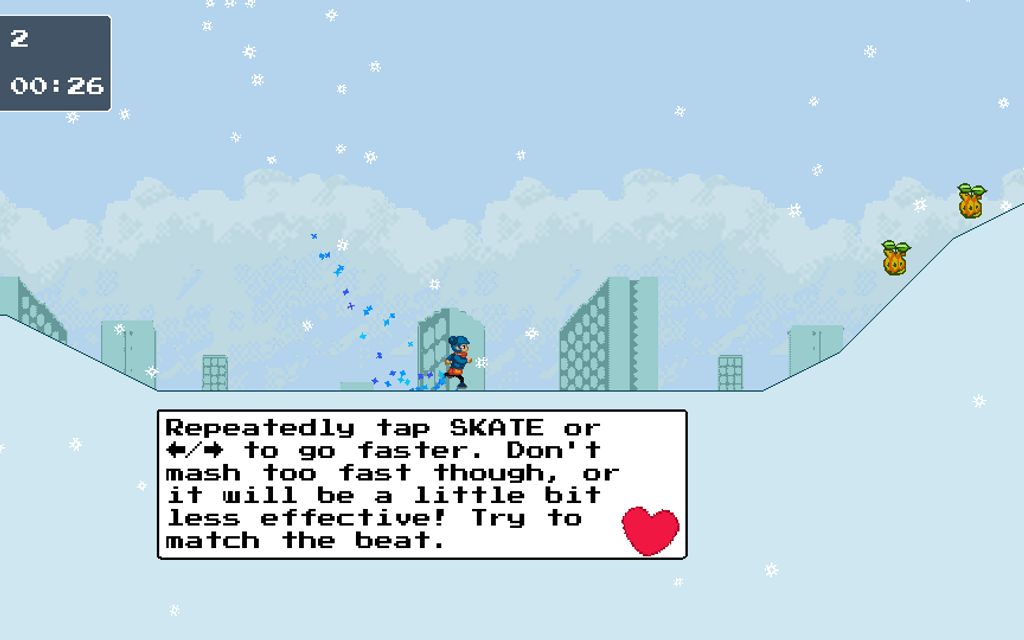 2
00:26
Repeatedly tap SKATE or
←/→ to go faster. Don't
mash too fast though, or
it will be a little bit
less effective! Try to
match the beat.